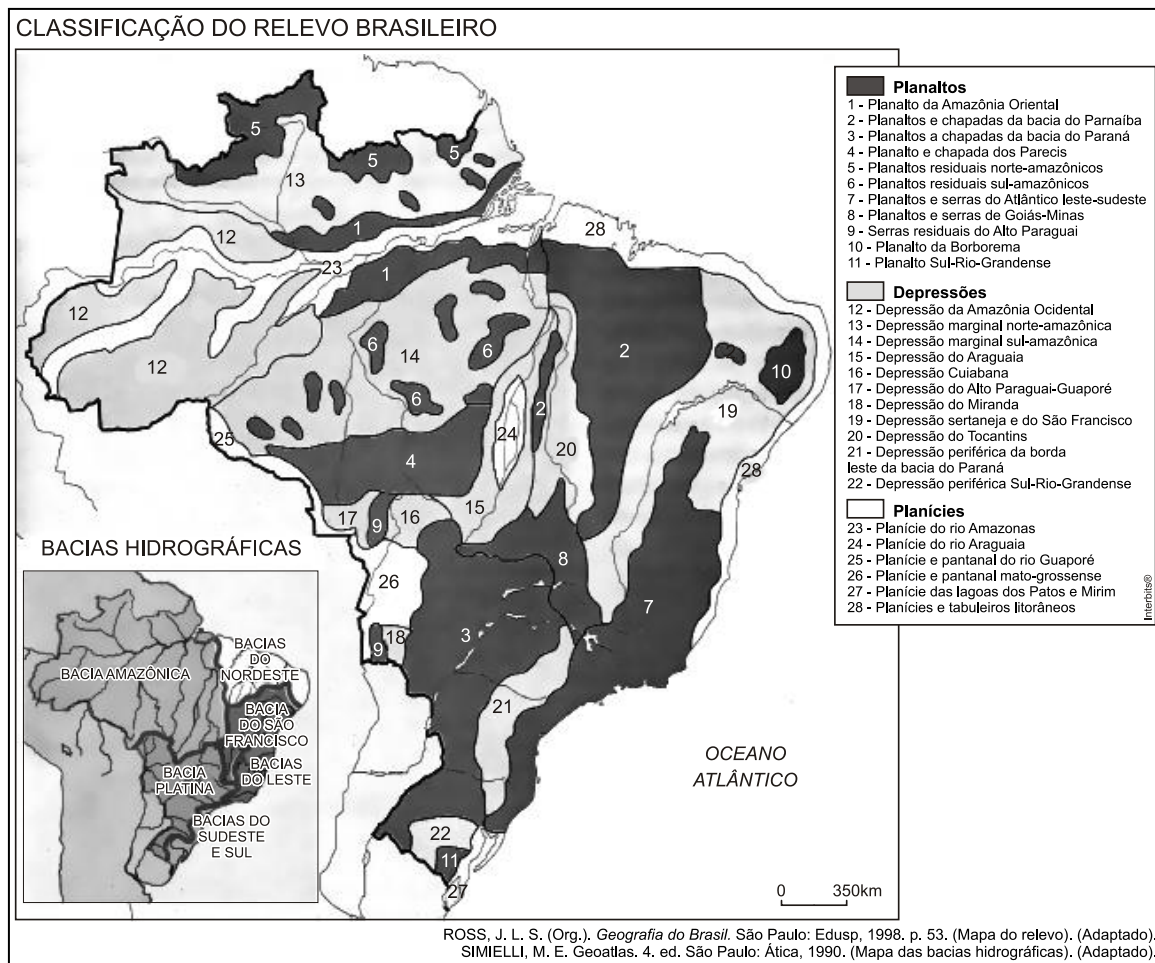 CLASSIFICAÇÃO DO RELEVO BRASILEIRO
5
5
5
13
1
12
28
23
1
12
12
6
14
6
2
10
6
19
25
2
24
20
4
28
17
9
16
15
26
8
7
3
18
9
21
22
11
27
OCEANO
ATLÂNTICO
0 350km
BACIAS HIDROGRÁFICAS
BACIA AMAZÔNICA
BACIAS
DO
NORDESTE
BACIA
DO SÃO
FRANCISCO
BACIA
PLATINA
BACIAS
DO LESTE
BACIAS DO
SUDESTE
E SUL
Planaltos
1 - Planalto da Amazônia Oriental
2 - Planaltos e chapadas da bacia do Parnaíba
3 - Planaltos a chapadas da bacia do Paraná
4 - Planalto e chapada dos Parecis
5 - Planaltos residuais norte-amazônicos
6 - Planaltos residuais sul-amazônicos
7 - Planaltos e serras do Atlântico leste-sudeste
8 - Planaltos e serras de Goiás-Minas
9 - Serras residuais do Alto Paraguai
10 - Planalto da Borborema
11 - Planalto Sul-Rio-Grandense
Depressões
12 - Depressão da Amazônia Ocidental
13 - Depressão marginal norte-amazônica
14 - Depressão marginal sul-amazônica
15 - Depressão do Araguaia
16 - Depressão Cuiabana
17 - Depressão do Alto Paraguai-Guaporé
18 - Depressão do Miranda
19 - Depressão sertaneja e do São Francisco
20 - Depressão do Tocantins
21 - Depressão periférica da borda
leste da bacia do Paraná
22 - Depressão periférica Sul-Rio-Grandense
Planícies
23 - Planície do rio Amazonas
24 - Planície do rio Araguaia
25 - Planície e pantanal do rio Guaporé
26 - Planície e pantanal mato-grossense
27 - Planície das lagoas dos Patos e Mirim
28 - Planícies e tabuleiros litorâneos
Interbits®
ROSS, J. L. S. (Org.). Geografia do Brasil. São Paulo: Edusp, 1998. p. 53. (Mapa do relevo). (Adaptado).
SIMIELLI, M. E. Geoatlas. 4. ed. São Paulo: Ática, 1990. (Mapa das bacias hidrográficas). (Adaptado).